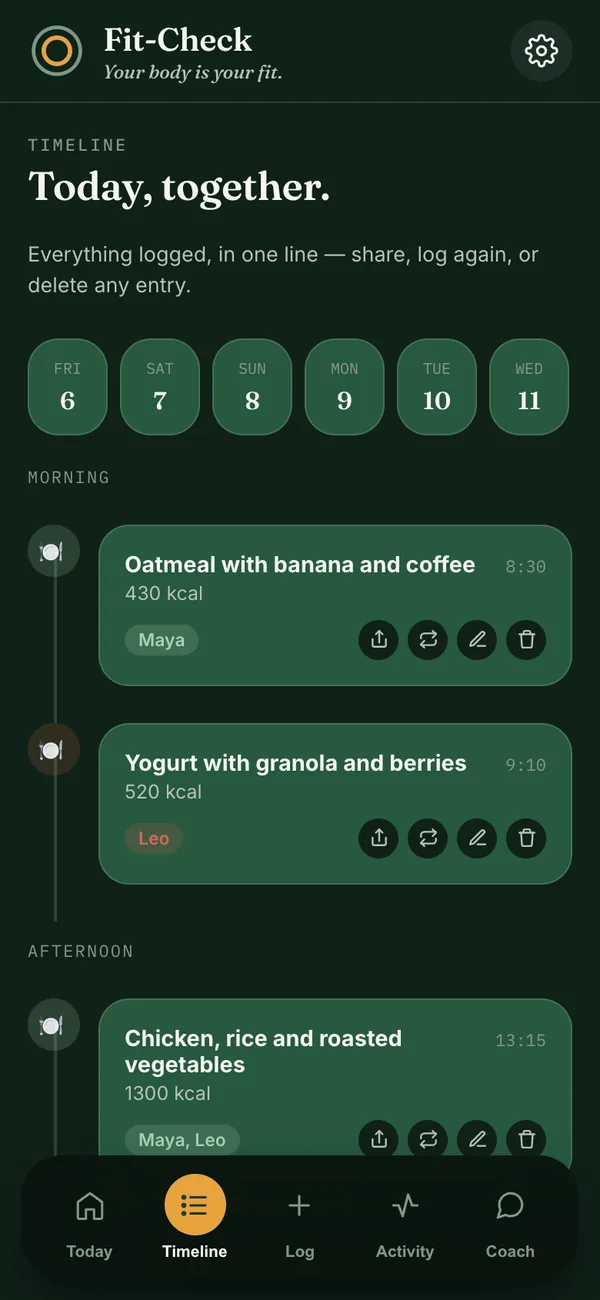 Fit-Check
Your body is your fit.
TIMELINE
Today, together.
Everything logged, in one line — share, log again, or
delete any entry.
FRI SAT SUN MON TUE WED
6 7 8 9 10 11
MORNING
Oatmeal with banana and coffee 8:30
430 kcal
Maya
Yogurt with granola and berries 9:10
520 kcal
Leo
AFTERNOON
Chicken, rice and roasted 13:15
vegetables
1300 kcal
Maya, Leo
Today Timeline Log Activity Coach